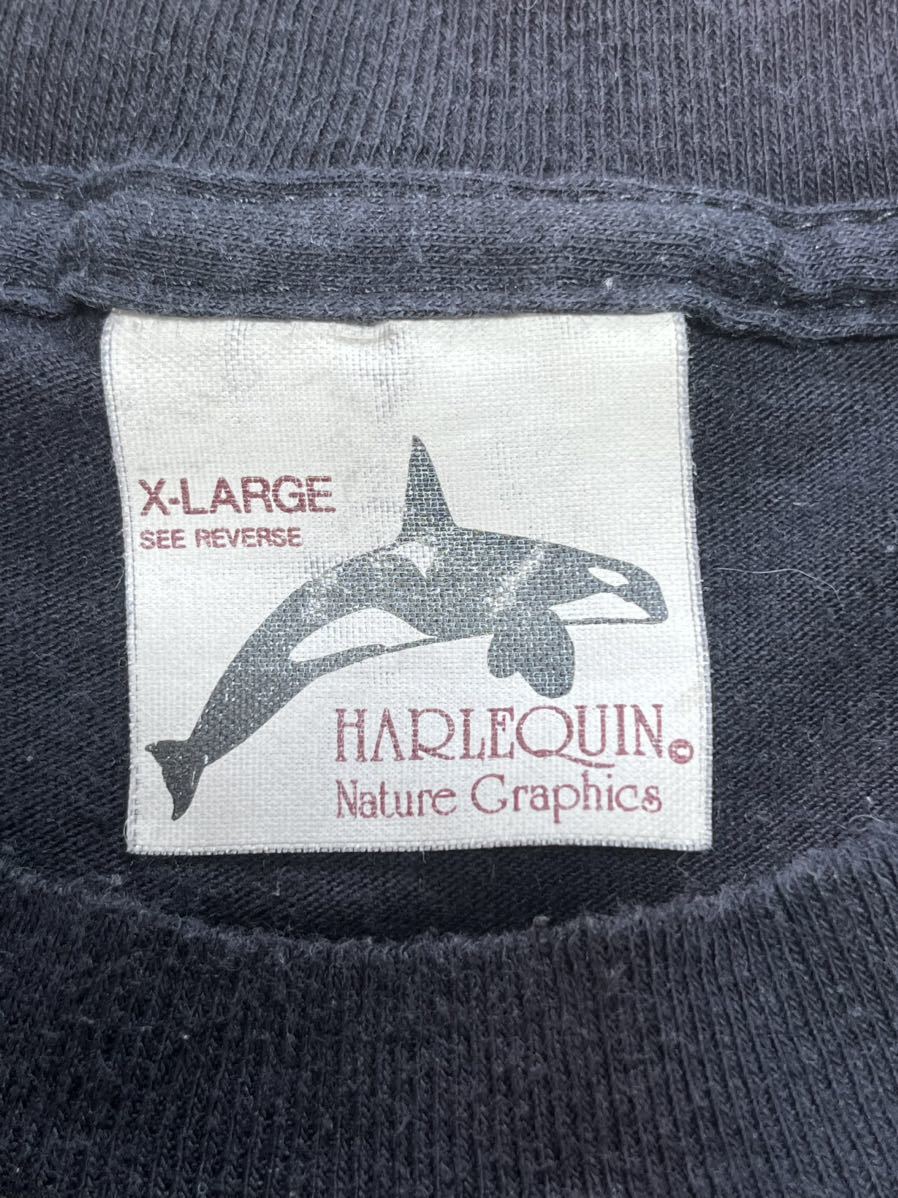 X-LARGE
SEE REVERSE
HARLEQUIN©
Nature Graphics